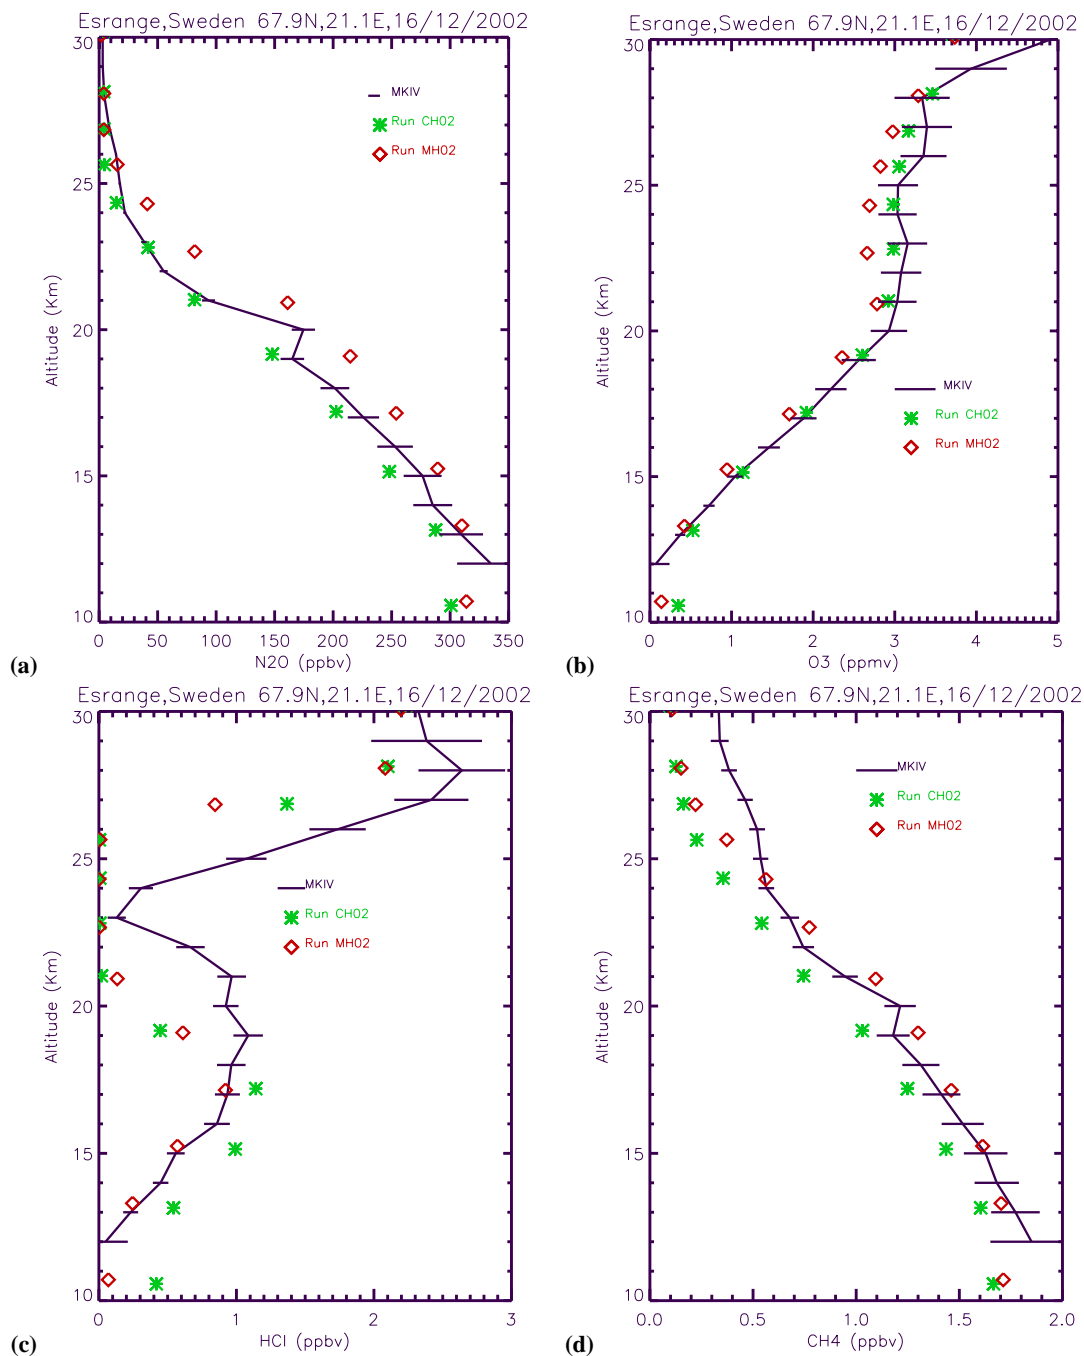 Esrange,Sweden 67.9N,21.1E,16/12/2002
30
25
20
15
10
Altitude (Km)
MKIV
Run CH02
Run MH02
0 50 100 150 200 250 300 350
N2O (ppbv)
(a)
Esrange,Sweden 67.9N,21.1E,16/12/2002
30
25
20
15
10
Altitude (Km)
MKIV
Run CH02
Run MH02
0 1 2 3 4 5
O3 (ppmv)
(b)
Esrange,Sweden 67.9N,21.1E,16/12/2002
30
25
20
15
10
Altitude (Km)
MKIV
Run CH02
Run MH02
0 1 2 3
HCl (ppbv)
(c)
Esrange,Sweden 67.9N,21.1E,16/12/2002
30
25
20
15
10
Altitude (Km)
MKIV
Run CH02
Run MH02
0.0 0.5 1.0 1.5 2.0
CH4 (ppbv)
(d)